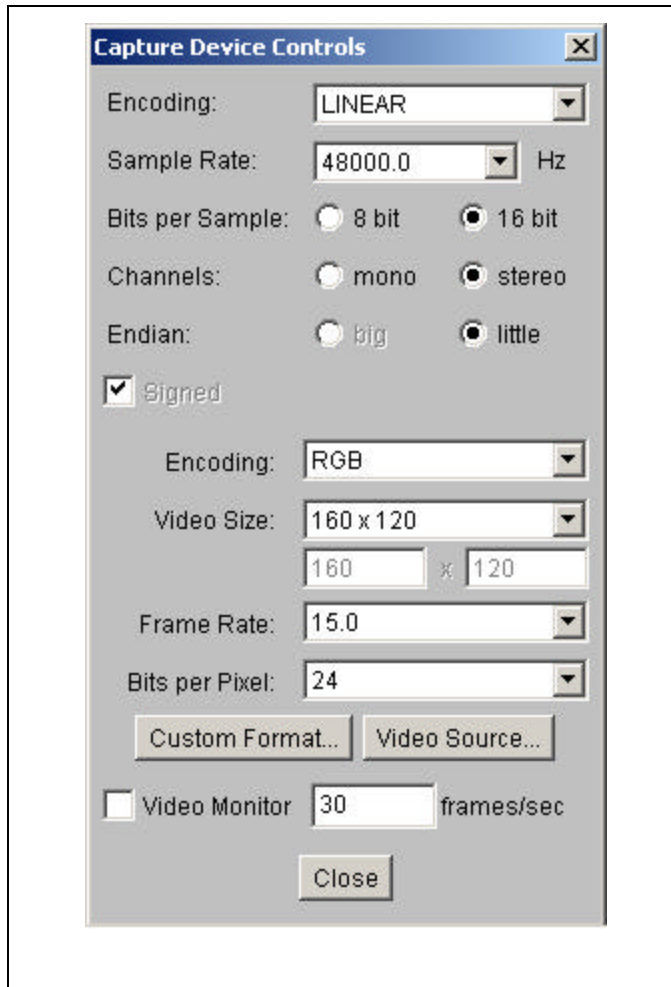 Capture Device Controls
Encoding: LINEAR
Sample Rate: 48000.0 Hz
Bits per Sample: 8 bit 16 bit
Channels: mono stereo
Endian: big little
Signed
Encoding: RGB
Video Size: 160 x 120
160 x 120
Frame Rate: 15.0
Bits per Pixel: 24
Custom Format... Video Source...
Video Monitor 30 frames/sec
Close